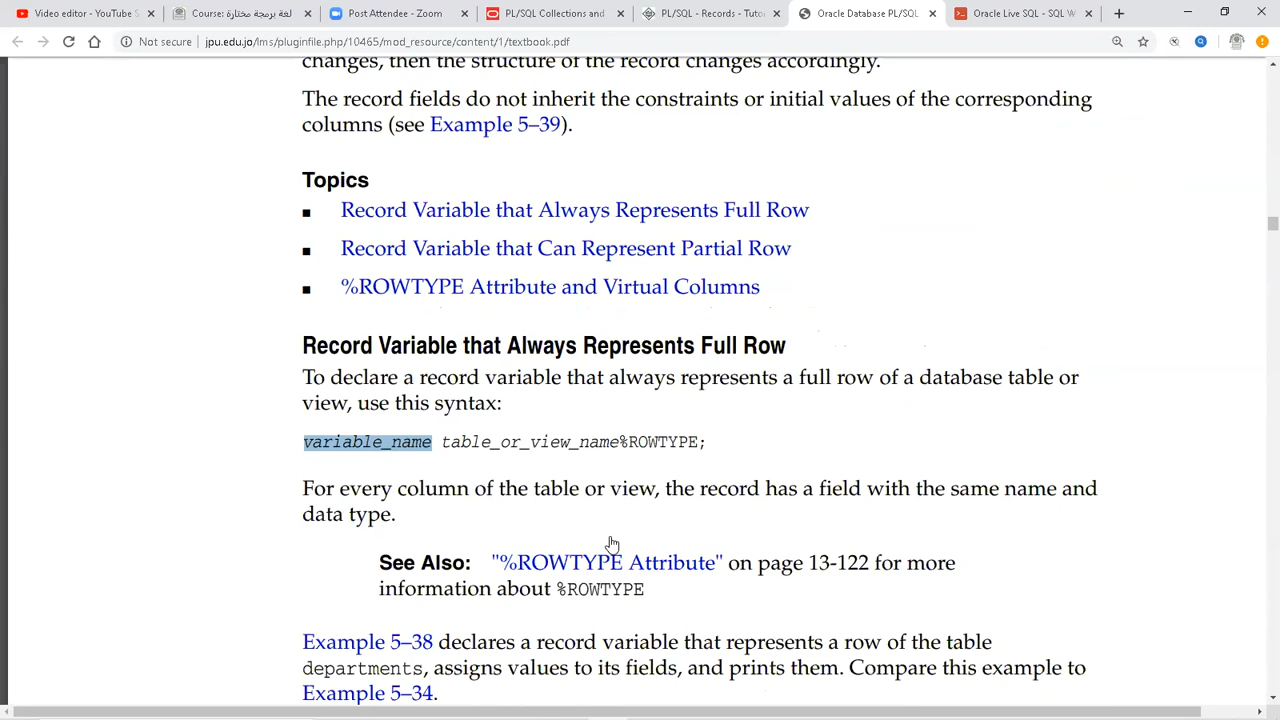 Video editor - YouTube S
Course: لغة برمجة مختارة
Post Attendee - Zoom
PL/SQL Collections and
PL/SQL - Records - Tutor
Oracle Database PL/SQL
Oracle Live SQL - SQL W
Not secure | jpu.edu.jo/lms/pluginfile.php/10465/mod_resource/content/1/textbook.pdf
changes, then the structure of the record changes accordingly.
The record fields do not inherit the constraints or initial values of the corresponding
columns (see Example 5–39).
Topics
■ Record Variable that Always Represents Full Row
■ Record Variable that Can Represent Partial Row
■ %ROWTYPE Attribute and Virtual Columns
Record Variable that Always Represents Full Row
To declare a record variable that always represents a full row of a database table or
view, use this syntax:
variable_name table_or_view_name%ROWTYPE;
For every column of the table or view, the record has a field with the same name and
data type.
See Also: "%ROWTYPE Attribute" on page 13-122 for more
information about %ROWTYPE
Example 5–38 declares a record variable that represents a row of the table
departments, assigns values to its fields, and prints them. Compare this example to
Example 5–34.